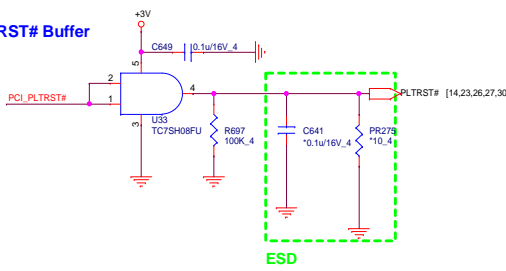 +3V
RST# Buffer
C649 0.1u/16V_4
5
2
PCI_PLTRST#
1
4
PLTRST# [14,23,26,27,30
U33
TC7SH08FU
3
R697
100K_4
C641
*0.1u/16V_4
PR275
*10_4
ESD